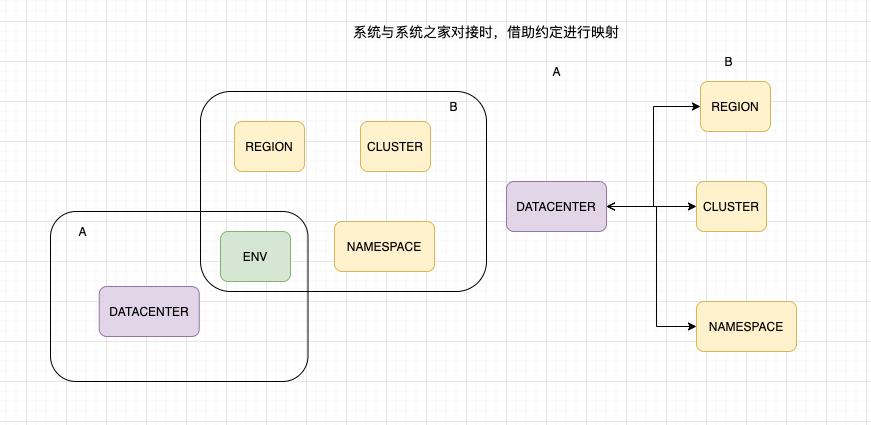 系统与系统之家对接时，借助约定进行映射
A
B
B
REGION
CLUSTER
A
ENV
NAMESPACE
DATACENTER
REGION
DATACENTER
CLUSTER
NAMESPACE